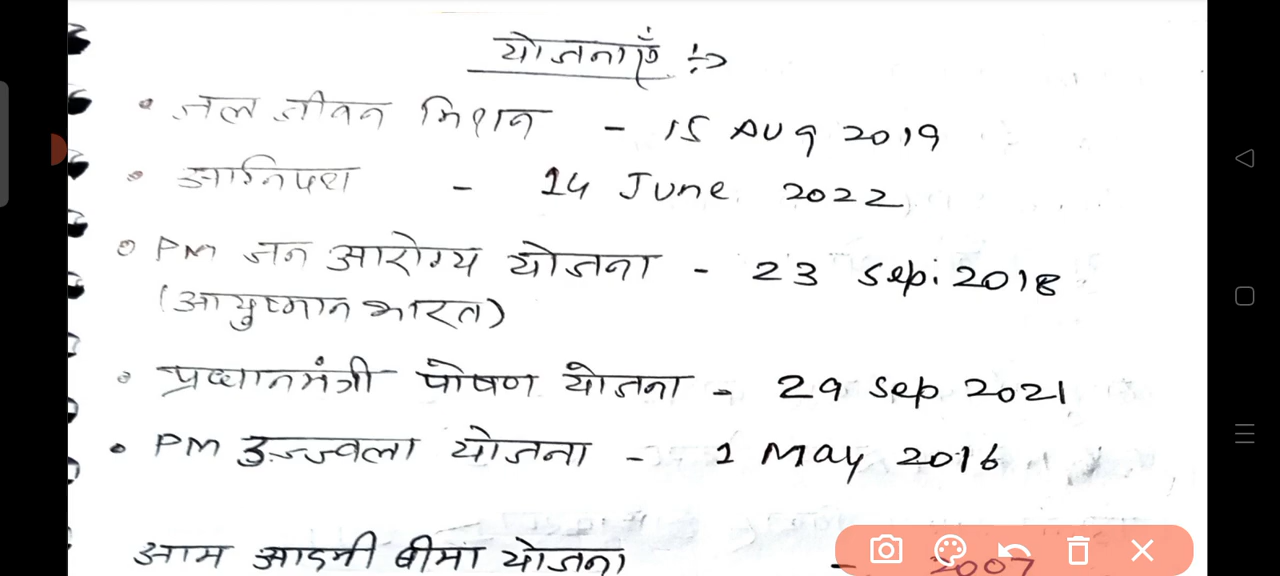 योजनाएँ :->
• जल जीवन मिशन - 15 AUg 2019
• अग्निपथ - 14 June 2022
• PM जन आरोग्य योजना - 23 Sep. 2018
(आयुष्मान भारत)
• प्रधानमंत्री पोषण योजना - 29 Sep 2021
• PM उज्ज्वला योजना - 1 May 2016
आम आदमी बीमा योजना - 2007